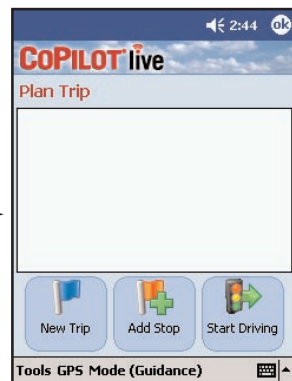 2:44 ok
CoPILOT live
Plan Trip
New Trip Add Stop Start Driving
Tools GPS Mode (Guidance)